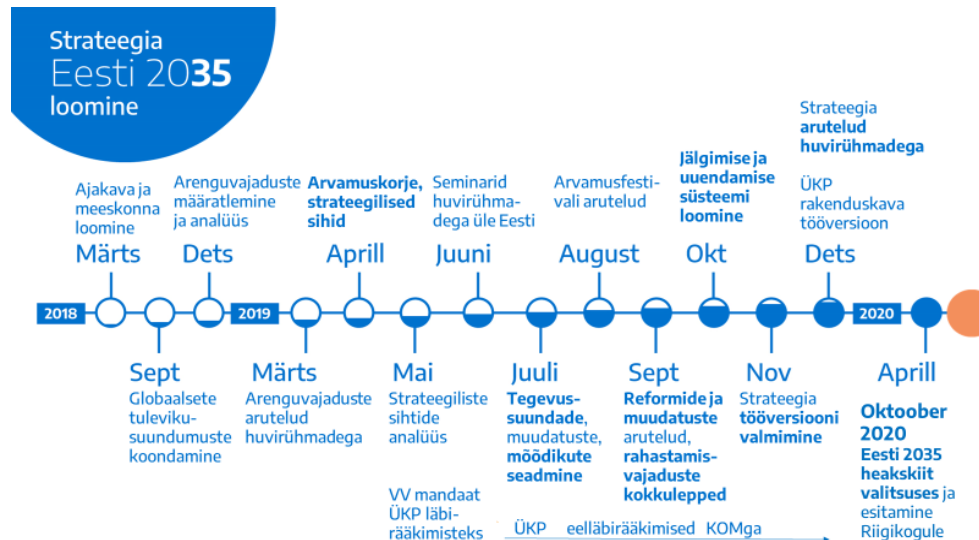 Strateegia
Eesti 2035
loomine
Ajakava ja
meeskonna
loomine
Märts
Arenguvajaduste
määratlemine
ja analüüs
Dets
Arvamuskorje,
strateegilised
sihid
Aprill
Seminarid
huvirühma-
dega üle Eesti
Juuni
Arvamusfesti-
vali arutelud
August
Jälgimise ja
uuendamise
süsteemi
loomine
Okt
Strateegia
arutelud
huvirühmadega
ÜKP
rakenduskava
tööversioon
Dets
2018
2019
2020
Sept
Globaalsete
tuleviku-
suundumuste
koondamine
Märts
Arenguvajaduste
arutelud
huvirühmadega
Mai
Strateegiliste
sihtide
analüüs
VV mandaat
ÜKP läbi-
rääkimisteks
Juuli
Tegevus-
suundade,
muudatuste,
mõõdikute
seadmine
Sept
Reformide ja
muudatuste
arutelud,
rahastamis-
vajaduste
kokkulepped
ÜKP eelläbirääkimised KOMga
Nov
Strateegia
tööversiooni
valmimine
Aprill
Oktoober
2020
Eesti 2035
heakskiit
valitsuses ja
esitamine
Riigikogule